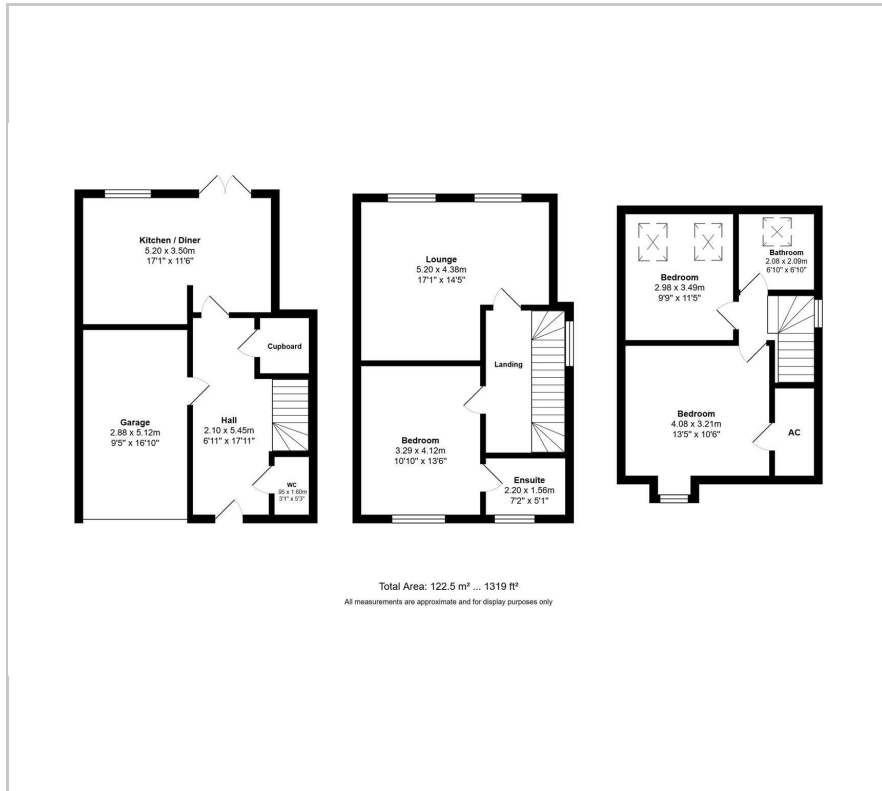 Kitchen / Diner
5.20 x 3.50m
17'1" x 11'6"
Cupboard
Garage
2.88 x 5.12m
9'5" x 16'10"
Hall
2.10 x 5.45m
6'11" x 17'11"
WC
.95 x 1.60m
3'1" x 5'3"
Lounge
5.20 x 4.38m
17'1" x 14'5"
Landing
Bedroom
3.29 x 4.12m
10'10" x 13'6"
Ensuite
2.20 x 1.56m
7'2" x 5'1"
Bathroom
2.08 x 2.09m
6'10" x 6'10"
Bedroom
2.98 x 3.49m
9'9" x 11'5"
Bedroom
4.08 x 3.21m
13'5" x 10'6"
AC
Total Area: 122.5 m² ... 1319 ft²
All measurements are approximate and for display purposes only